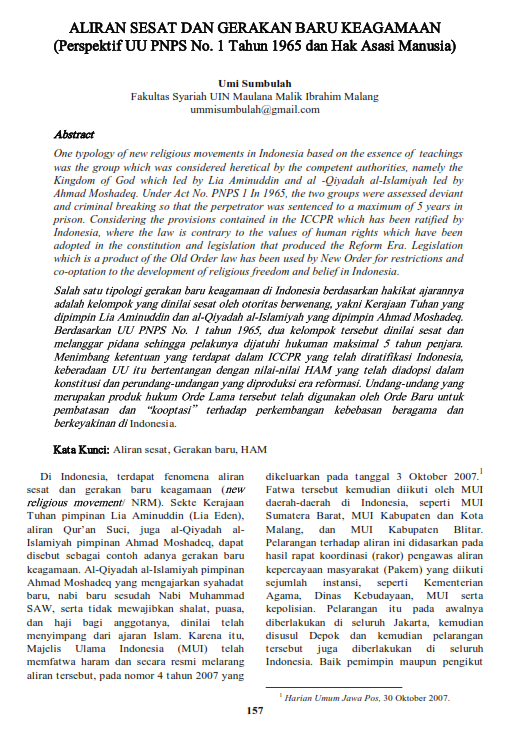 ALIRAN SESAT DAN GERAKAN BARU KEAGAMAAN
(Perspektif UU PNPS No. 1 Tahun 1965 dan Hak Asasi Manusia)
Umi Sumbulah
Fakultas Syariah UIN Maulana Malik Ibrahim Malang
ummisumbulah@gmail.com
Abstract
One typology of new religious movements in Indonesia based on the essence of teachings
was the group which was considered heretical by the competent authorities, namely the
Kingdom of God which led by Lia Aminuddin and al -Qiyadah al-Islamiyah led by
Ahmad Moshadeq. Under Act No. PNPS 1 In 1965, the two groups were assessed deviant
and criminal breaking so that the perpetrator was sentenced to a maximum of 5 years in
prison. Considering the provisions contained in the ICCPR which has been ratified by
Indonesia, where the law is contrary to the values of human rights which have been
adopted in the constitution and legislation that produced the Reform Era. Legislation
which is a product of the Old Order law has been used by New Order for restrictions and
co-optation to the development of religious freedom and belief in Indonesia.
Salah satu tipologi gerakan baru keagamaan di Indonesia berdasarkan hakikat ajarannya
adalah kelompok yang dinilai sesat oleh otoritas berwenang, yakni Kerajaan Tuhan yang
dipimpin Lia Aminuddin dan al-Qiyadah al-Islamiyah yang dipimpin Ahmad Moshadeq.
Berdasarkan UU PNPS No. 1 tahun 1965, dua kelompok tersebut dinilai sesat dan
melanggar pidana sehingga pelakunya dijatuhi hukuman maksimal 5 tahun penjara.
Menimbang ketentuan yang terdapat dalam ICCPR yang telah diratifikasi Indonesia,
keberadaan UU itu bertentangan dengan nilai-nilai HAM yang telah diadopsi dalam
konstitusi dan perundang-undangan yang diproduksi era reformasi. Undang-undang yang
merupakan produk hukum Orde Lama tersebut telah digunakan oleh Orde Baru untuk
pembatasan dan “kooptasi” terhadap perkembangan kebebasan beragama dan
berkeyakinan di Indonesia.
Kata Kunci: Aliran sesat, Gerakan baru, HAM
Di Indonesia, terdapat fenomena aliran
sesat dan gerakan baru keagamaan (new
religious movement/ NRM). Sekte Kerajaan
Tuhan pimpinan Lia Aminuddin (Lia Eden),
aliran Qur’an Suci, juga al-Qiyadah al-
Islamiyah pimpinan Ahmad Moshadeq, dapat
disebut sebagai contoh adanya gerakan baru
keagamaan. Al-Qiyadah al-Islamiyah pimpinan
Ahmad Moshadeq yang mengajarkan syahadat
baru, nabi baru sesudah Nabi Muhammad
SAW, serta tidak mewajibkan shalat, puasa,
dan haji bagi anggotanya, dinilai telah
menyimpang dari ajaran Islam. Karena itu,
Majelis Ulama Indonesia (MUI) telah
memfatwa haram dan secara resmi melarang
aliran tersebut, pada nomor 4 tahun 2007 yang
dikeluarkan pada tanggal 3 Oktober 2007.1
Fatwa tersebut kemudian diikuti oleh MUI
daerah-daerah di Indonesia, seperti MUI
Sumatera Barat, MUI Kabupaten dan Kota
Malang, dan MUI Kabupaten Blitar.
Pelarangan terhadap aliran ini didasarkan pada
hasil rapat koordinasi (rakor) pengawas aliran
kepercayaan masyarakat (Pakem) yang diikuti
sejumlah instansi, seperti Kementerian
Agama, Dinas Kebudayaan, MUI serta
kepolisian. Pelarangan itu pada awalnya
diberlakukan di seluruh Jakarta, kemudian
disusul Depok dan kemudian pelarangan
tersebut juga diberlakukan di seluruh
Indonesia. Baik pemimpin maupun pengikut
1 Harian Umum Jawa Pos, 30 Oktober 2007.
157